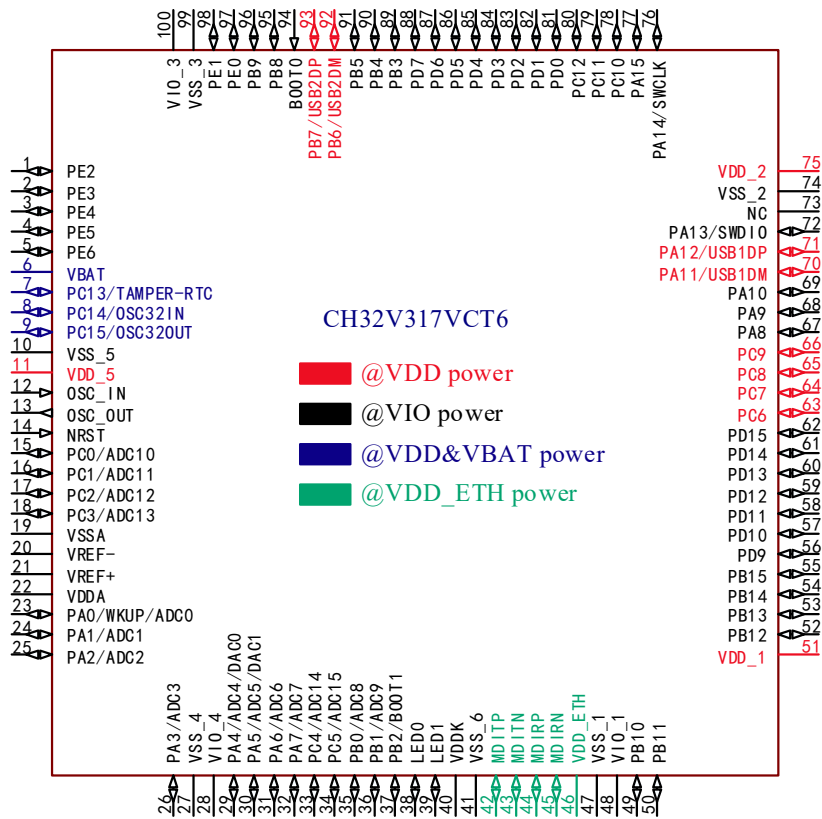 100 99 98 97 96 95 94 93 92 91 90 89 88 87 86 85 84 83 82 81 80 79 78 77 76
VIO_3
VSS_3
PE1
PE0
PB9
PB8
BOOT0
PB7/USB2DP
PB6/USB2DM
PB5
PB4
PB3
PD7
PD6
PD5
PD4
PD3
PD2
PD1
PD0
PC12
PC11
PC10
PA15
PA14/SWCLK
1 PE2
2 PE3
3 PE4
4 PE5
5 PE6
6 VBAT
7 PC13/TAMPER-RTC
8 PC14/OSC32IN
9 PC15/OSC32OUT
10 VSS_5
11 VDD_5
12 OSC_IN
13 OSC_OUT
14 NRST
15 PC0/ADC10
16 PC1/ADC11
17 PC2/ADC12
18 PC3/ADC13
19 VSSA
20 VREF-
21 VREF+
22 VDDA
23 PA0/WKUP/ADC0
24 PA1/ADC1
25 PA2/ADC2
CH32V317VCT6
@VDD power
@VIO power
@VDD&VBAT power
@VDD_ETH power
VDD_2 75
VSS_2 74
NC 73
PA13/SWDIO 72
PA12/USB1DP 71
PA11/USB1DM 70
PA10 69
PA9 68
PA8 67
PC9 66
PC8 65
PC7 64
PC6 63
PD15 62
PD14 61
PD13 60
PD12 59
PD11 58
PD10 57
PD9 56
PB15 55
PB14 54
PB13 53
PB12 52
VDD_1 51
PA3/ADC3
VSS_4
VIO_4
PA4/ADC4/DAC0
PA5/ADC5/DAC1
PA6/ADC6
PA7/ADC7
PC4/ADC14
PC5/ADC15
PB0/ADC8
PB1/ADC9
PB2/BOOT1
LED0
LED1
VDDK
VSS_6
MDITP
MDITN
MDIRP
MDIRN
VDD_ETH
VSS_1
VIO_1
PB10
PB11
26 27 28 29 30 31 32 33 34 35 36 37 38 39 40 41 42 43 44 45 46 47 48 49 50